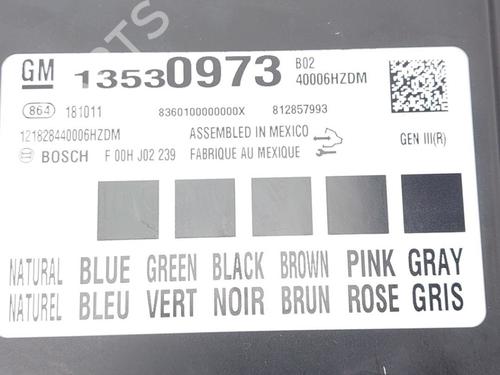 GM 13530973 B02
40006HZDM
864 181011 8360100000000X 812857993
121828440006HZDM ASSEMBLED IN MEXICO GEN III(R)
BOSCH F 00H J02 239 FABRIQUE AU MEXIQUE
NATURAL BLUE GREEN BLACK BROWN PINK GRAY
NATUREL BLEU VERT NOIR BRUN ROSE GRIS